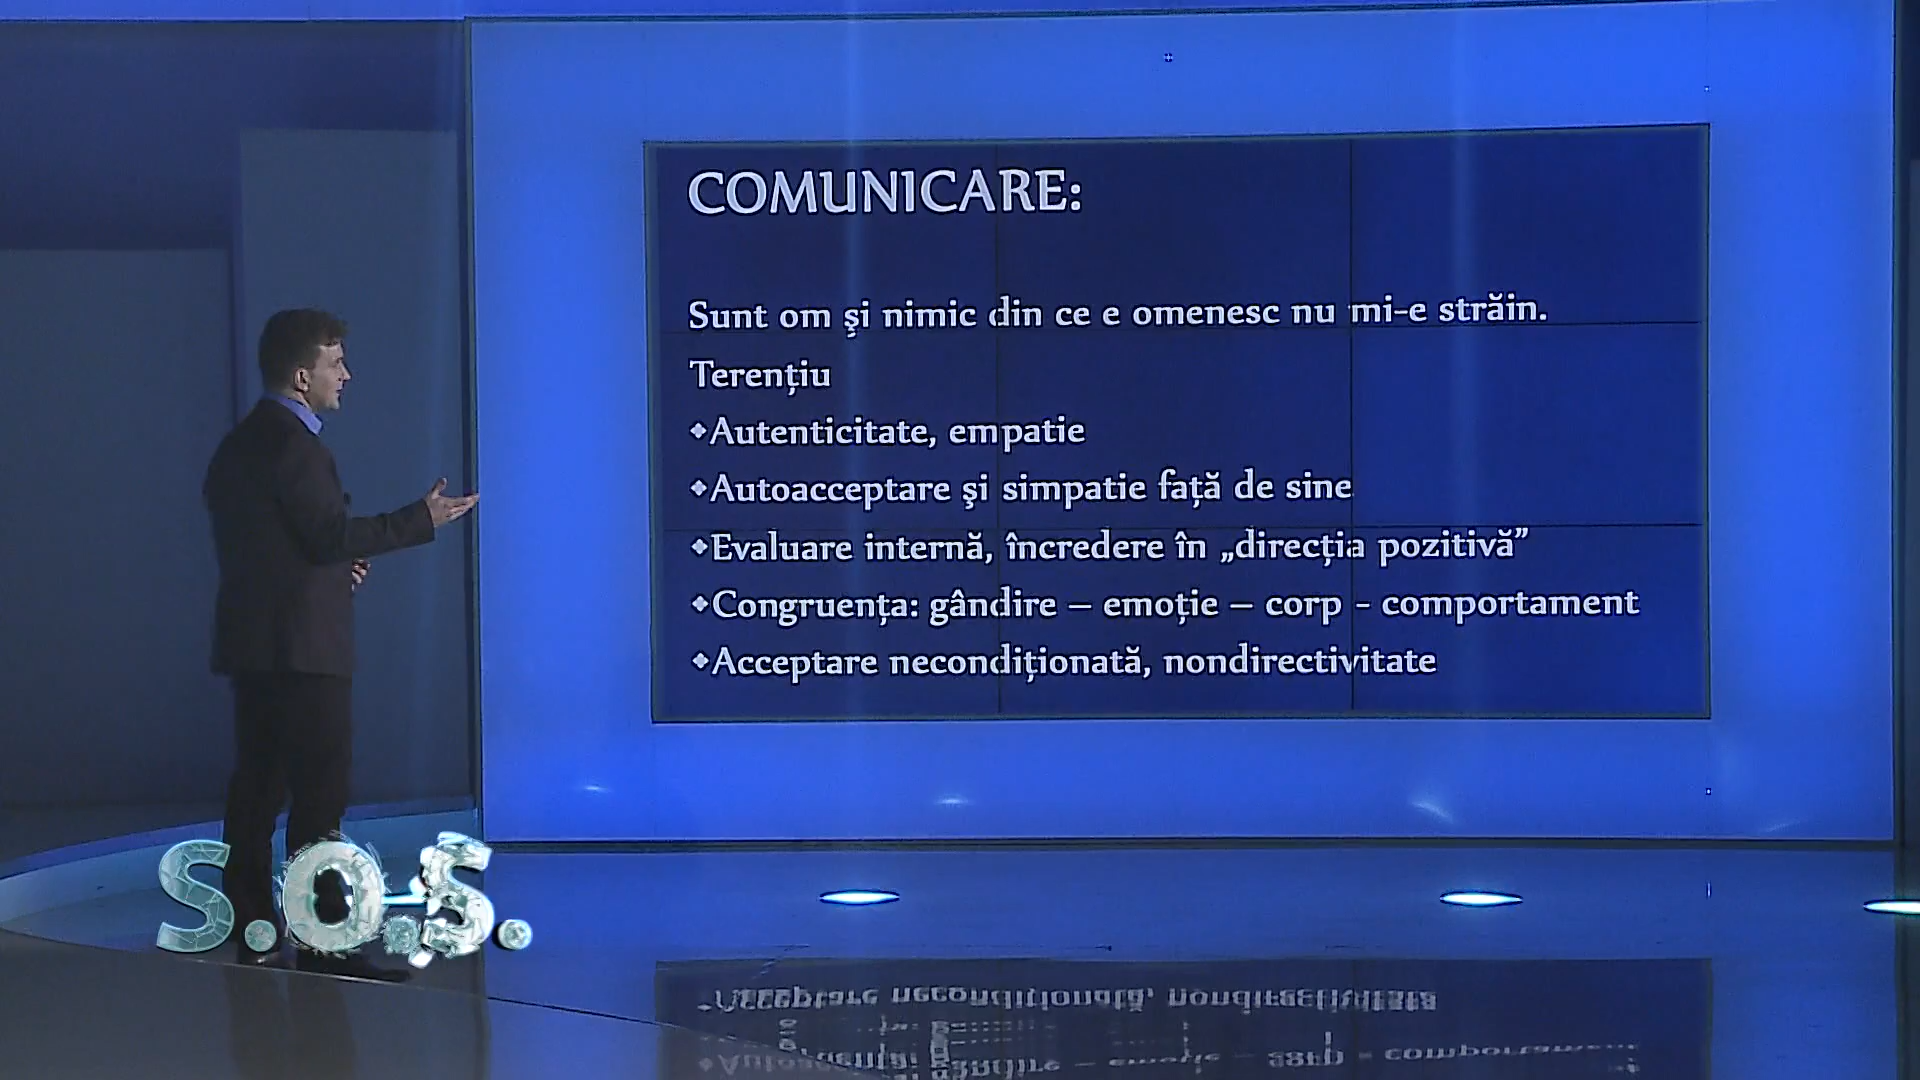 COMUNICARE:
Sunt om şi nimic din ce e omenesc nu mi-e străin.
Terențiu
❖Autenticitate, empatie
❖Autoacceptare şi simpatie față de sine
❖Evaluare internă, încredere în „direcția pozitivă”
❖Congruența: gândire – emoție – corp - comportament
❖Acceptare necondiționată, nondirectivitate
S.O.S.